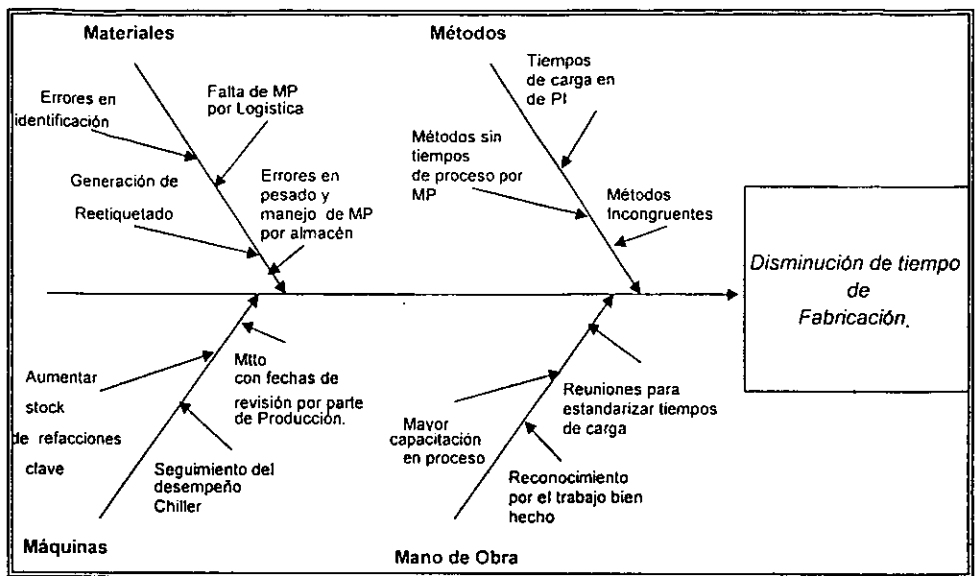 Materiales
Métodos
Errores en
identificación
Falta de MP
por Logistica
Generación de
Reetiquetado
Errores en
pesado y
manejo de MP
por almacén
Tiempos
de carga en
de PI
Métodos sin
tiempos
de proceso por
MP
Métodos
Incongruentes
Disminución de tiempo
de
Fabricación.
Aumentar
stock
de refacciones
clave
Mtto
con fechas de
revisión por parte
de Producción.
Seguimiento del
desempeño
Chiller
Mayor
capacitación
en proceso
Reuniones para
estandarizar tiempos
de carga
Reconocimiento
por el trabajo bien
hecho
Máquinas
Mano de Obra